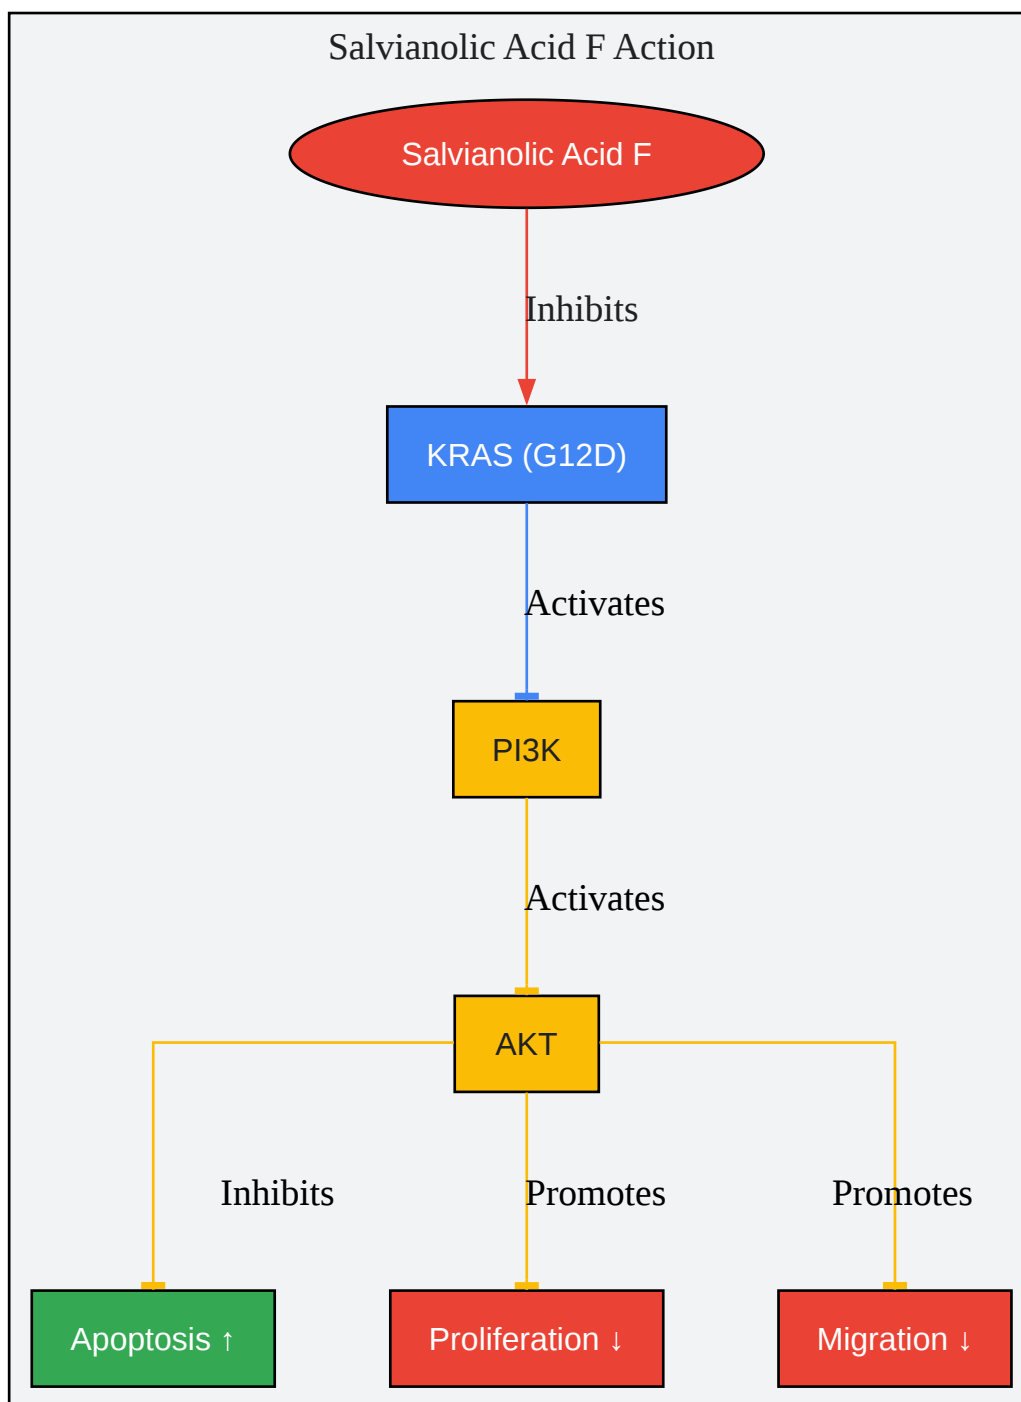 Salvianolic Acid F Action
Salvianolic Acid F
Inhibits
KRAS (G12D)
Activates
PI3K
Activates
AKT
Inhibits
Promotes
Promotes
Apoptosis ↑
Proliferation ↓
Migration ↓